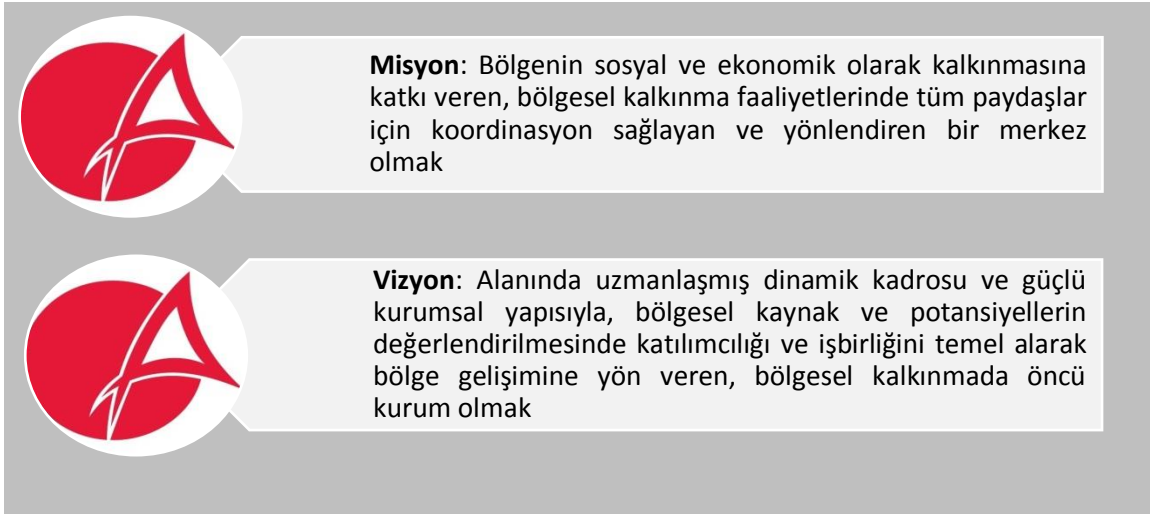 Misyon: Bölgenin sosyal ve ekonomik olarak kalkınmasına
katkı veren, bölgesel kalkınma faaliyetlerinde tüm paydaşlar
için koordinasyon sağlayan ve yönlendiren bir merkez
olmak
Vizyon: Alanında uzmanlaşmış dinamik kadrosu ve güçlü
kurumsal yapısıyla, bölgesel kaynak ve potansiyellerin
değerlendirilmesinde katılımcılığı ve işbirliğini temel alarak
bölge gelişimine yön veren, bölgesel kalkınmada öncü
kurum olmak